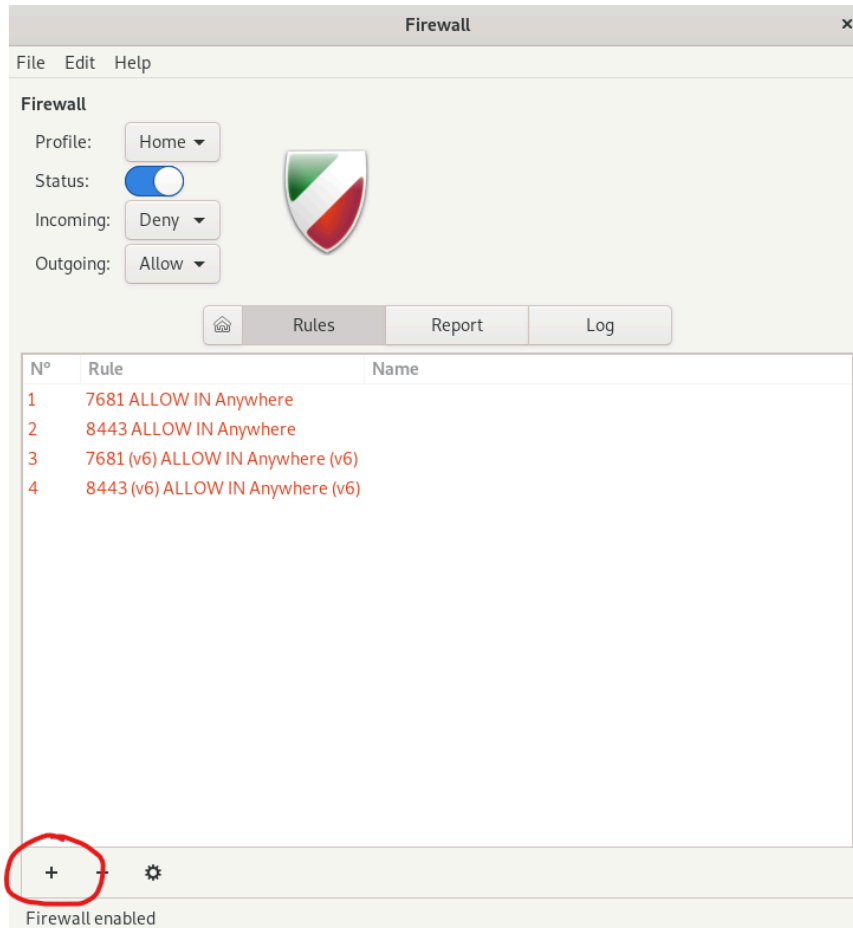 Firewall
File Edit Help
Firewall
Profile: Home
Status:
Incoming: Deny
Outgoing: Allow
Rules Report Log
Nº Rule Name
1 7681 ALLOW IN Anywhere
2 8443 ALLOW IN Anywhere
3 7681 (v6) ALLOW IN Anywhere (v6)
4 8443 (v6) ALLOW IN Anywhere (v6)
Firewall enabled